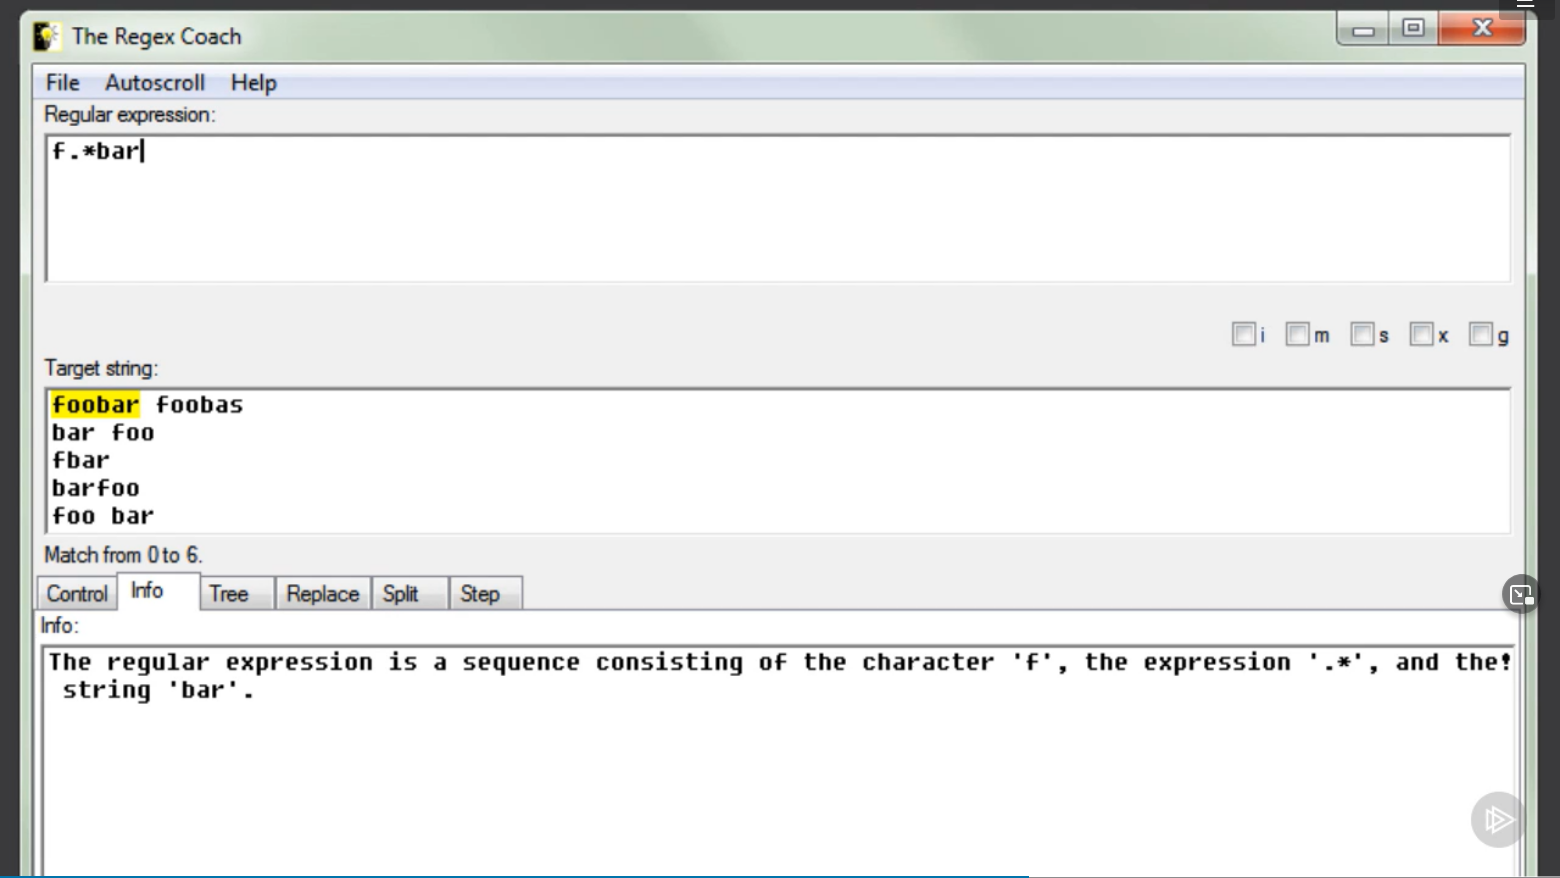 The Regex Coach
File Autoscroll Help
Regular expression:
f.*bar
i m s x g
Target string:
foobar foobas
bar foo
fbar
barfoo
foo bar
Match from 0 to 6.
Control Info Tree Replace Split Step
Info:
The regular expression is a sequence consisting of the character 'f', the expression '.*', and the!
string 'bar'.